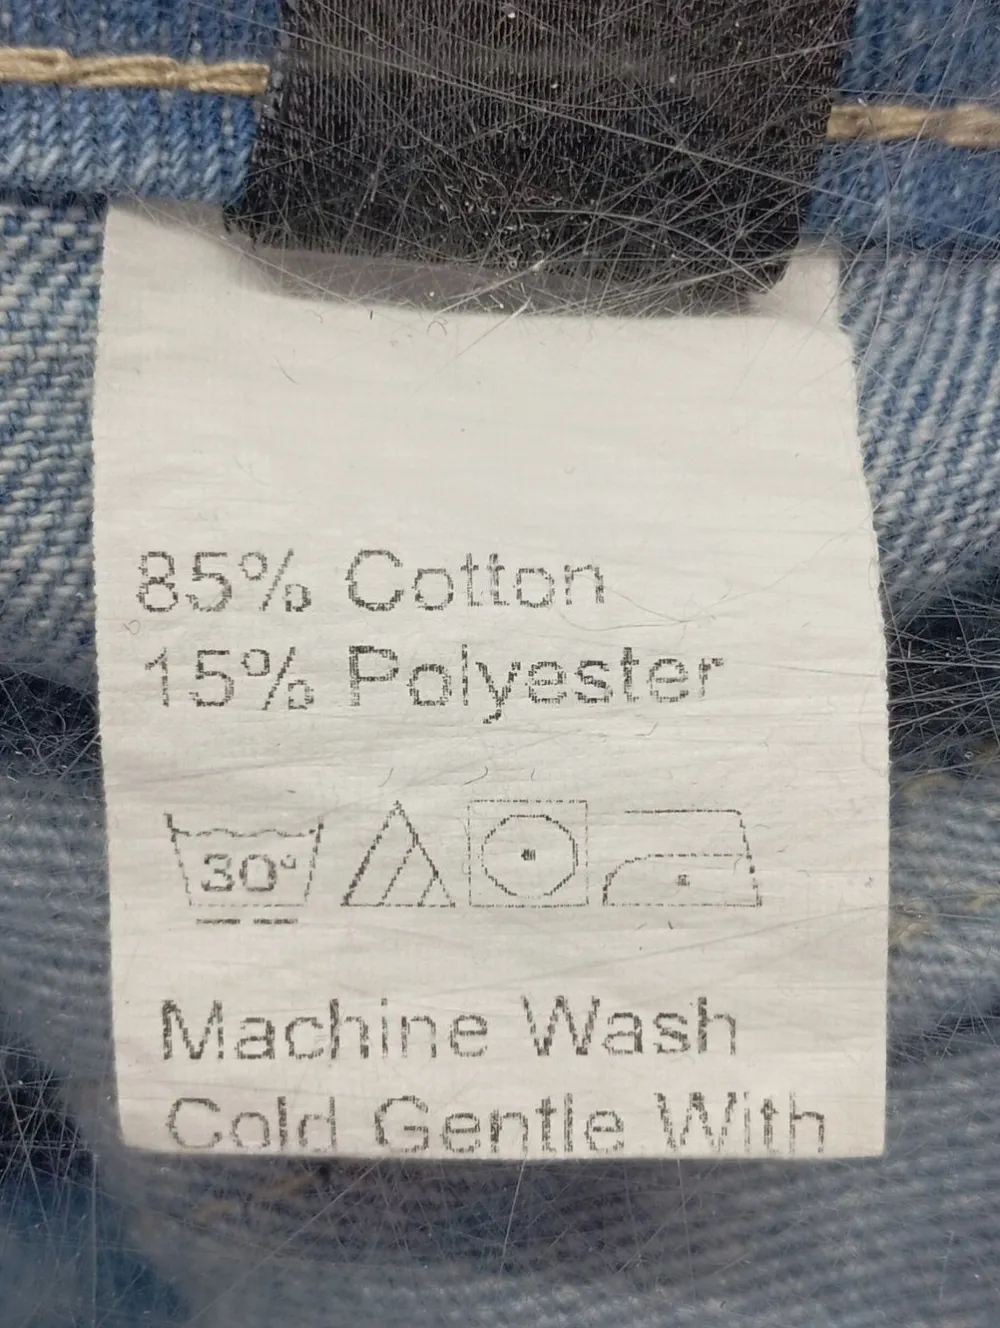 85% Cotton
15% Polyester
30°
Machine Wash
Cold Gentle With